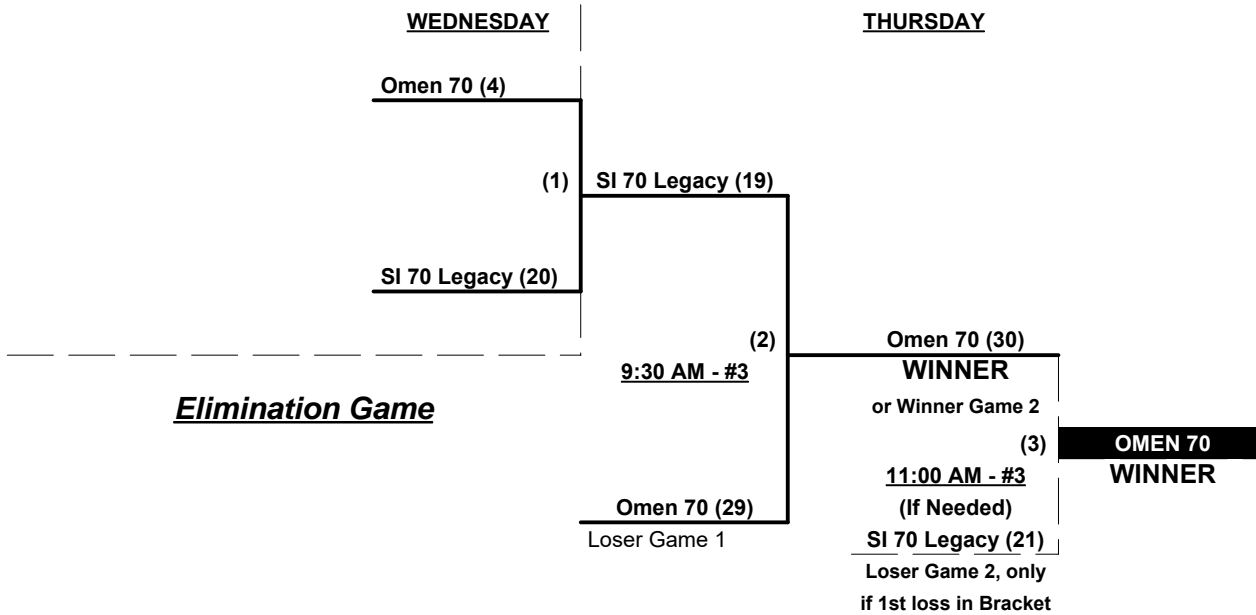 WEDNESDAY
THURSDAY
Omen 70 (4)
(1)
SI 70 Legacy (19)
SI 70 Legacy (20)
(2)
9:30 AM - #3
Omen 70 (30)
WINNER
or Winner Game 2
Elimination Game
(3)
OMEN 70
WINNER
11:00 AM - #3
(If Needed)
Omen 70 (29)
Loser Game 1
SI 70 Legacy (21)
Loser Game 2, only
if 1st loss in Bracket